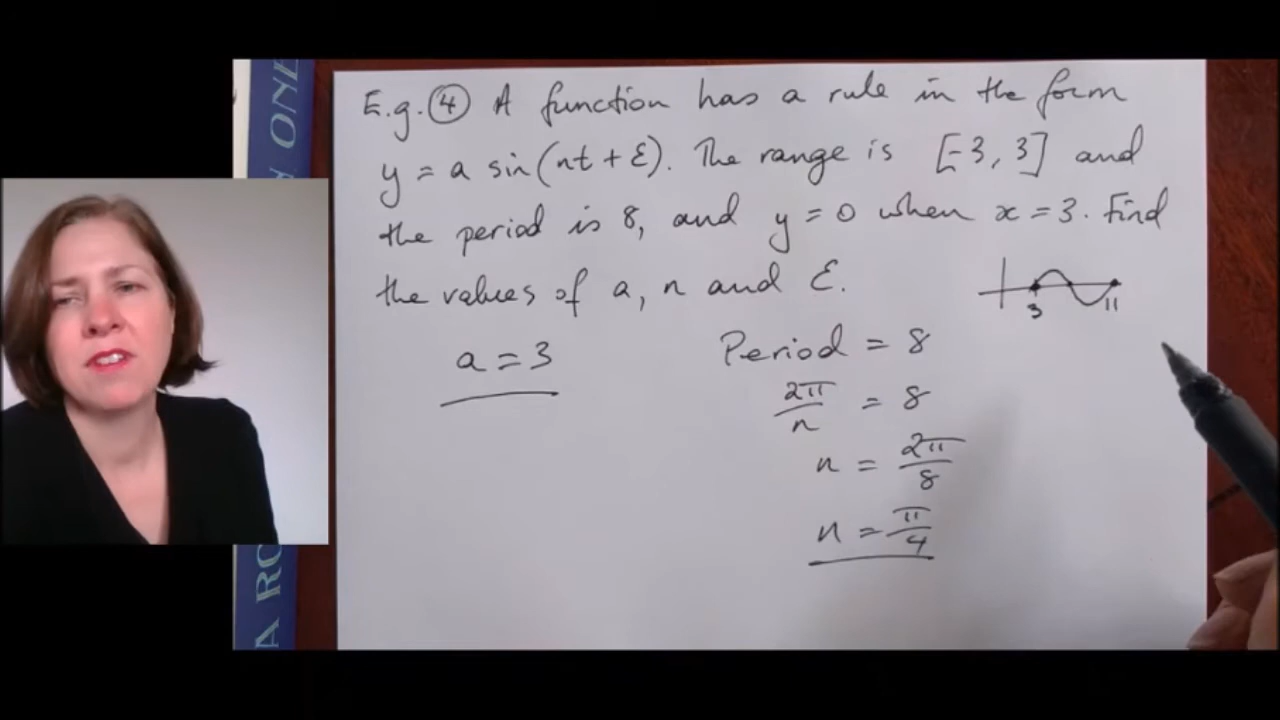 E.g. ④ A function has a rule in the form
y = a sin(nt + ε). The range is [-3, 3] and
the period is 8, and y = 0 when x = 3. Find
the values of a, n and ε.
3
11
a = 3
Period = 8
2π/n = 8
n = 2π/8
n = π/4
ONE
A RO